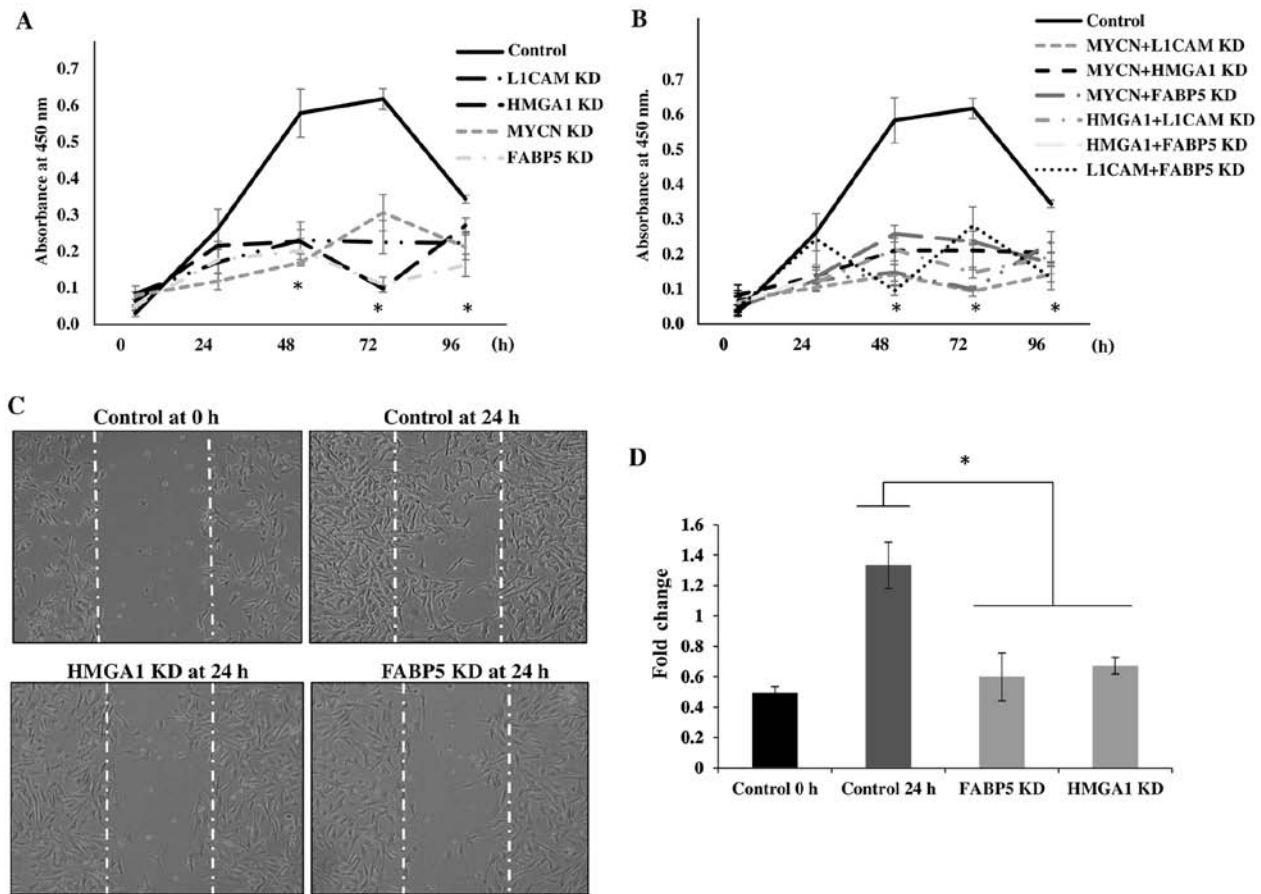 A
Control
L1CAM KD
HMGA1 KD
MYCN KD
FABP5 KD
Absorbance at 450 nm
0.7
0.6
0.5
0.4
0.3
0.2
0.1
0.0
*
*
*
0 24 48 72 96 (h)
B
Control
MYCN+L1CAM KD
MYCN+HMGA1 KD
MYCN+FABP5 KD
HMGA1+L1CAM KD
HMGA1+FABP5 KD
L1CAM+FABP5 KD
Absorbance at 450 nm.
0.7
0.6
0.5
0.4
0.3
0.2
0.1
0.0
*
*
*
0 24 48 72 96 (h)
C
Control at 0 h
Control at 24 h
HMGA1 KD at 24 h
FABP5 KD at 24 h
D
*
Fold change
1.6
1.4
1.2
1
0.8
0.6
0.4
0.2
0
Control 0 h Control 24 h FABP5 KD HMGA1 KD